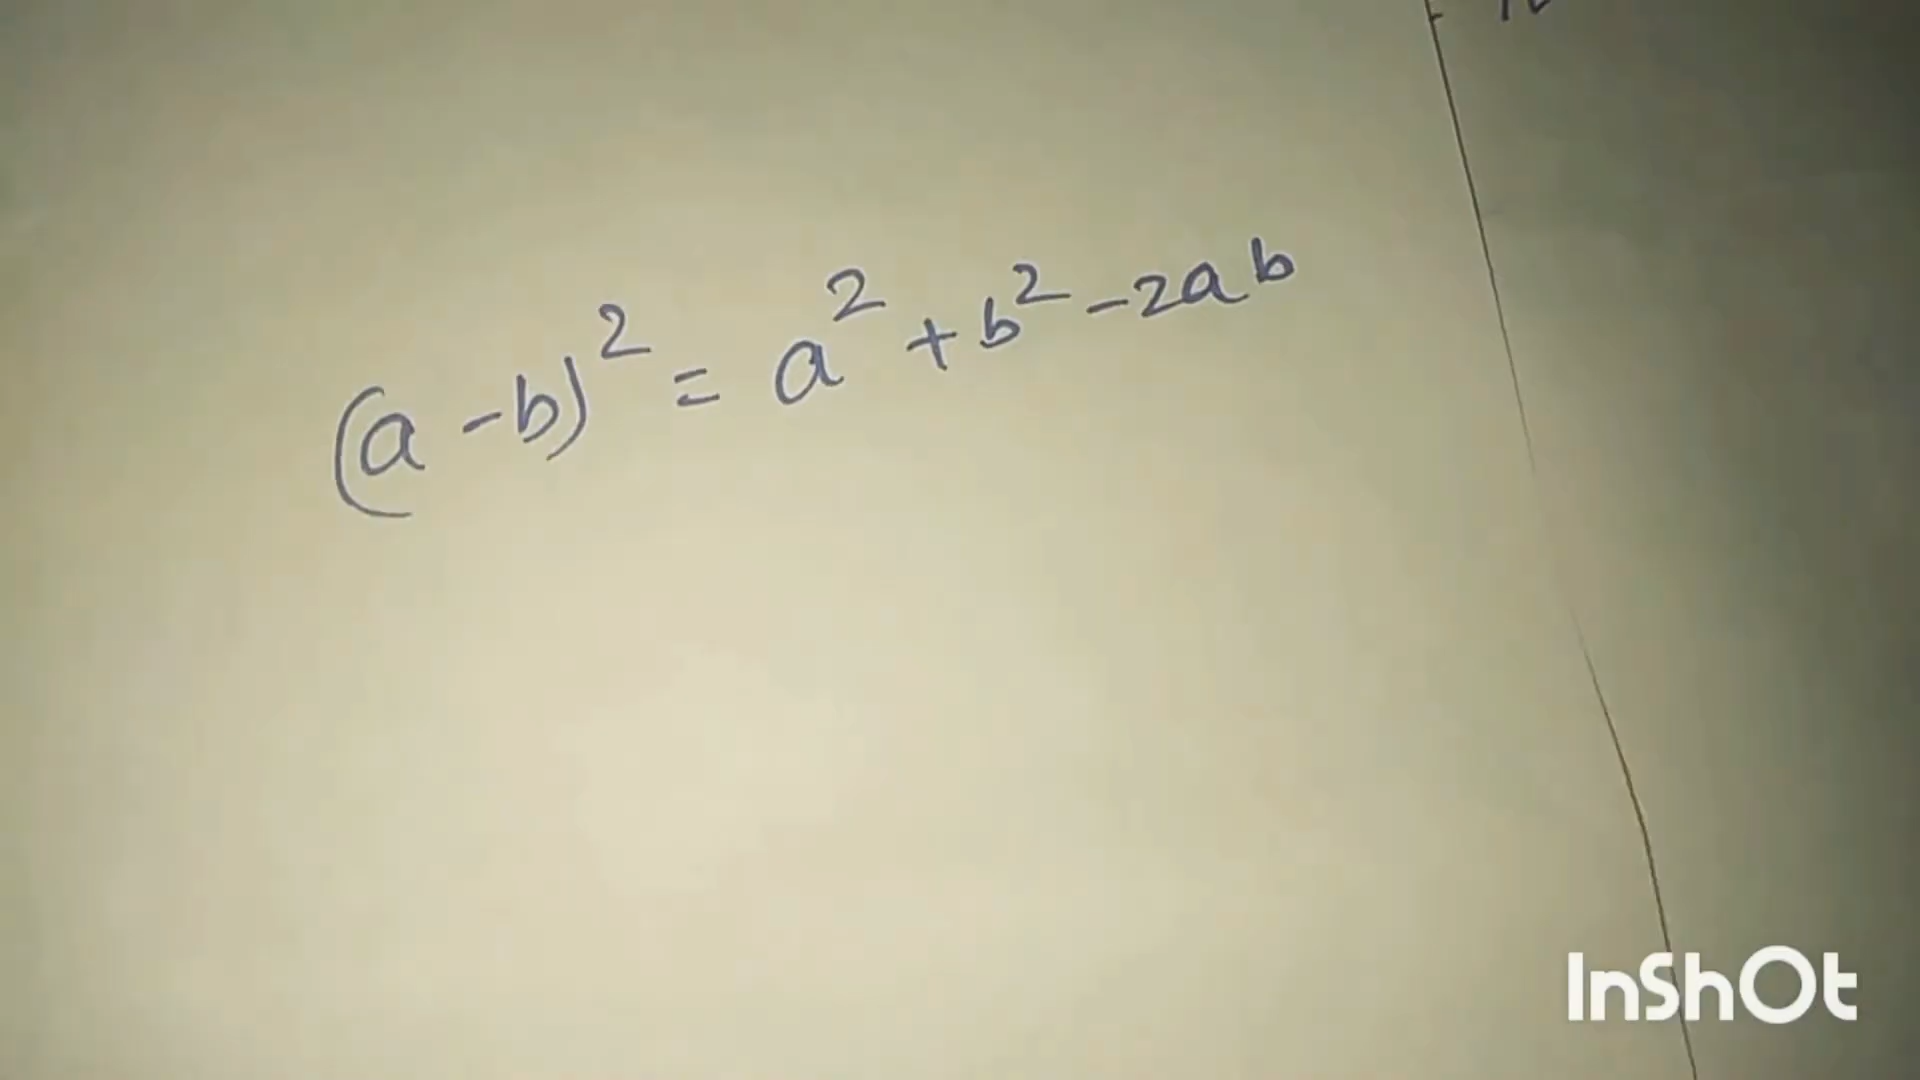 (a-b)² = a² + b² - 2ab
InShOt